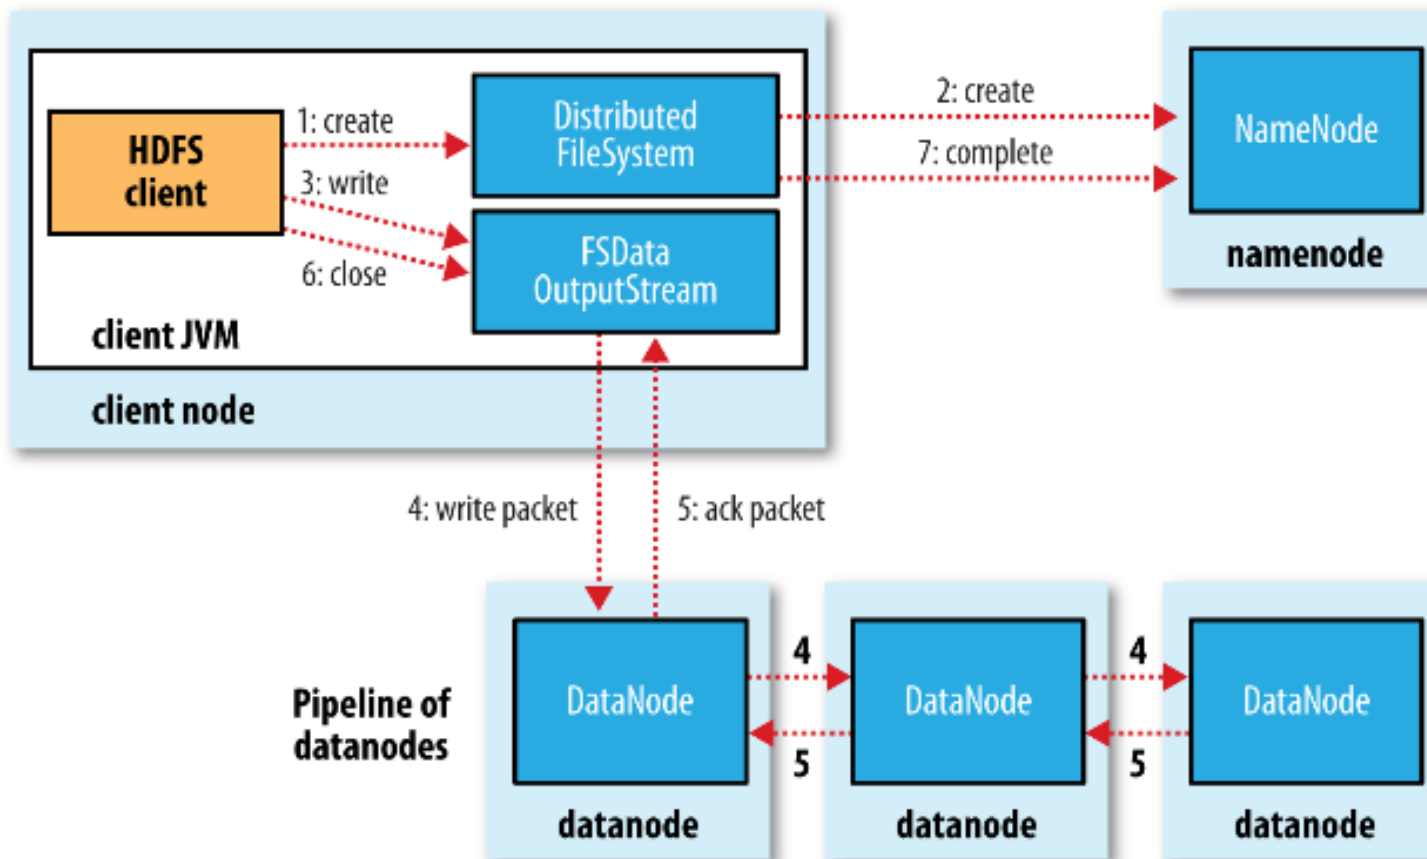 HDFS
client
1: create
3: write
6: close
Distributed
FileSystem
FSData
OutputStream
client JVM
client node
2: create
7: complete
NameNode
namenode
4: write packet
5: ack packet
Pipeline of
datanodes
DataNode
datanode
4
5
DataNode
datanode
4
5
DataNode
datanode